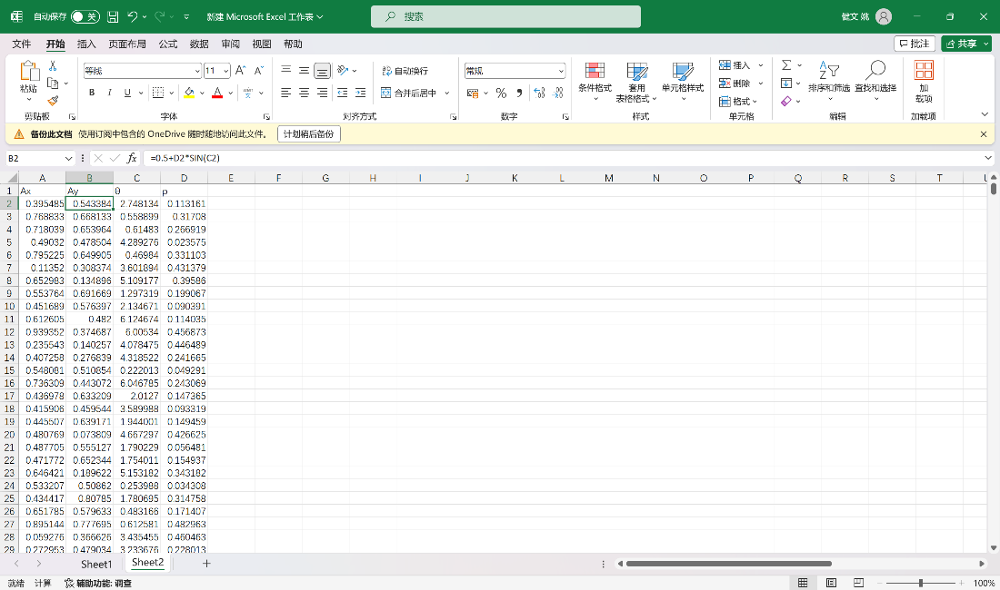 自动保存 关 新建 Microsoft Excel 工作表 搜索 健文 姚
文件 开始 插入 页面布局 公式 数据 审阅 视图 帮助 批注 共享
粘贴 等线 11 自动换行 常规 条件格式 套用 表格格式 单元格样式 插入 排序和筛选 查找和选择 加 载项
B I U A wén 文 合并后居中 % 删除
格式
剪贴板 字体 对齐方式 数字 样式 单元格 编辑 加载项
备份此文档 使用订阅中包含的 OneDrive 随时随地访问此文件。 计划稍后备份
B2 fx =0.5+D2*SIN(C2)
A B C D E F G H I J K L M N O P Q R S T
1 Ax Ay θ ρ
2 0.395485 0.543384 2.748134 0.113161
3 0.768833 0.668133 0.558899 0.31708
4 0.718039 0.653964 0.61483 0.266919
5 0.49032 0.478504 4.289276 0.023575
6 0.795225 0.649905 0.46984 0.331103
7 0.11352 0.308374 3.601894 0.431379
8 0.652983 0.134896 5.109177 0.39586
9 0.553764 0.691669 1.297319 0.199067
10 0.451689 0.576397 2.134671 0.090391
11 0.612605 0.482 6.124674 0.114035
12 0.939352 0.374687 6.00534 0.456873
13 0.235543 0.140257 4.078475 0.446489
14 0.407258 0.276839 4.318522 0.241665
15 0.548081 0.510854 0.222013 0.049291
16 0.736309 0.443072 6.046785 0.243069
17 0.436978 0.633209 2.0127 0.147365
18 0.415906 0.459544 3.589988 0.093319
19 0.445507 0.639171 1.944001 0.149459
20 0.480769 0.073809 4.667297 0.426625
21 0.487705 0.555127 1.790229 0.056481
22 0.471772 0.652344 1.754011 0.154937
23 0.646421 0.189622 5.153182 0.343182
24 0.533207 0.50862 0.253988 0.034308
25 0.434417 0.80785 1.780695 0.314758
26 0.651785 0.579633 0.483166 0.171407
27 0.895144 0.777695 0.612581 0.482963
28 0.059276 0.366626 3.435455 0.460463
29 0.272953 0.479034 3.233676 0.228013
Sheet1 Sheet2
就绪 计算 辅助功能: 调查 100%